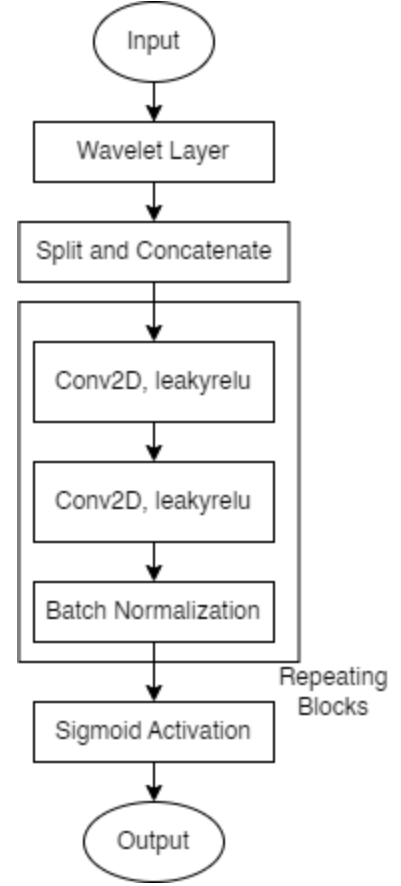 Input
Wavelet Layer
Split and Concatenate
Conv2D, leakyrelu
Conv2D, leakyrelu
Batch Normalization
Repeating
Blocks
Sigmoid Activation
Output